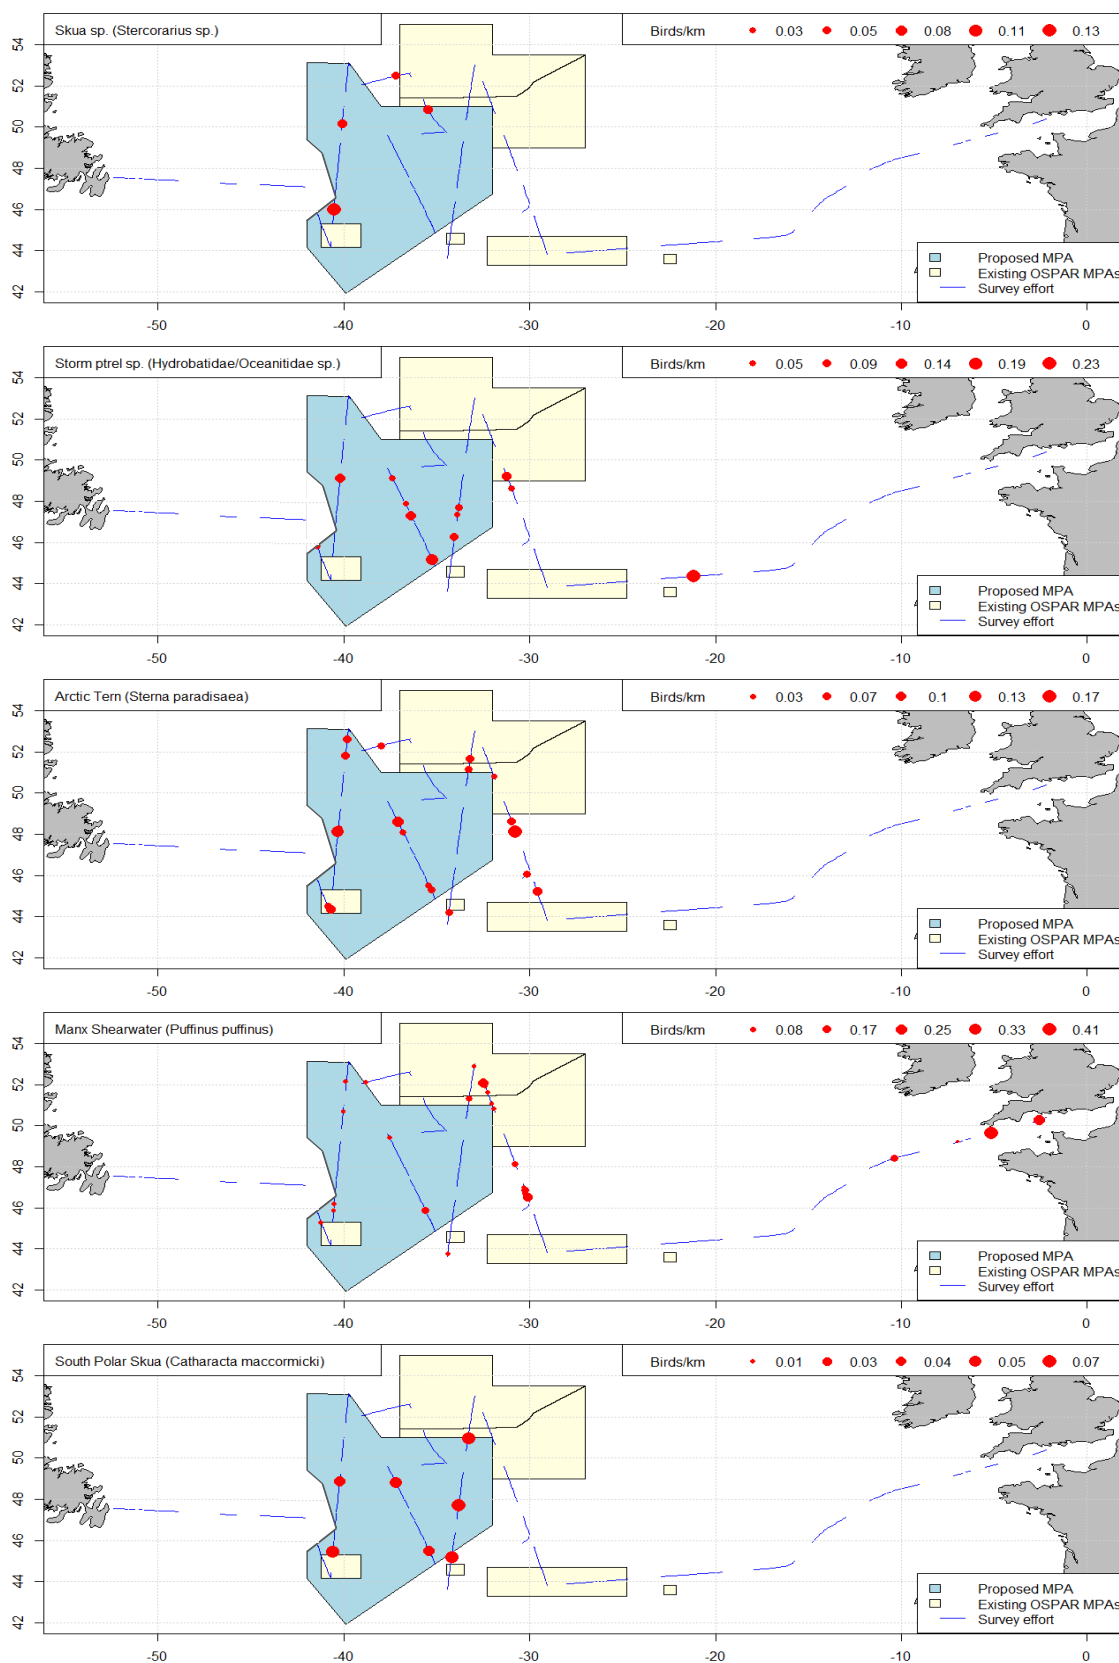 Skua sp. (Stercorarius sp.)
Birds/km 0.03 0.05 0.08 0.11 0.13
54
52
50
48
46
44
42
Proposed MPA
Existing OSPAR MPAs
Survey effort
-50 -40 -30 -20 -10 0
Storm ptrel sp. (Hydrobatidae/Oceanitidae sp.)
Birds/km 0.05 0.09 0.14 0.19 0.23
54
52
50
48
46
44
42
Proposed MPA
Existing OSPAR MPAs
Survey effort
-50 -40 -30 -20 -10 0
Arctic Tern (Sterna paradisaea)
Birds/km 0.03 0.07 0.1 0.13 0.17
54
52
50
48
46
44
42
Proposed MPA
Existing OSPAR MPAs
Survey effort
-50 -40 -30 -20 -10 0
Manx Shearwater (Puffinus puffinus)
Birds/km 0.08 0.17 0.25 0.33 0.41
54
52
50
48
46
44
42
Proposed MPA
Existing OSPAR MPAs
Survey effort
-50 -40 -30 -20 -10 0
South Polar Skua (Catharacta maccormicki)
Birds/km 0.01 0.03 0.04 0.05 0.07
54
52
50
48
46
44
42
Proposed MPA
Existing OSPAR MPAs
Survey effort
-50 -40 -30 -20 -10 0